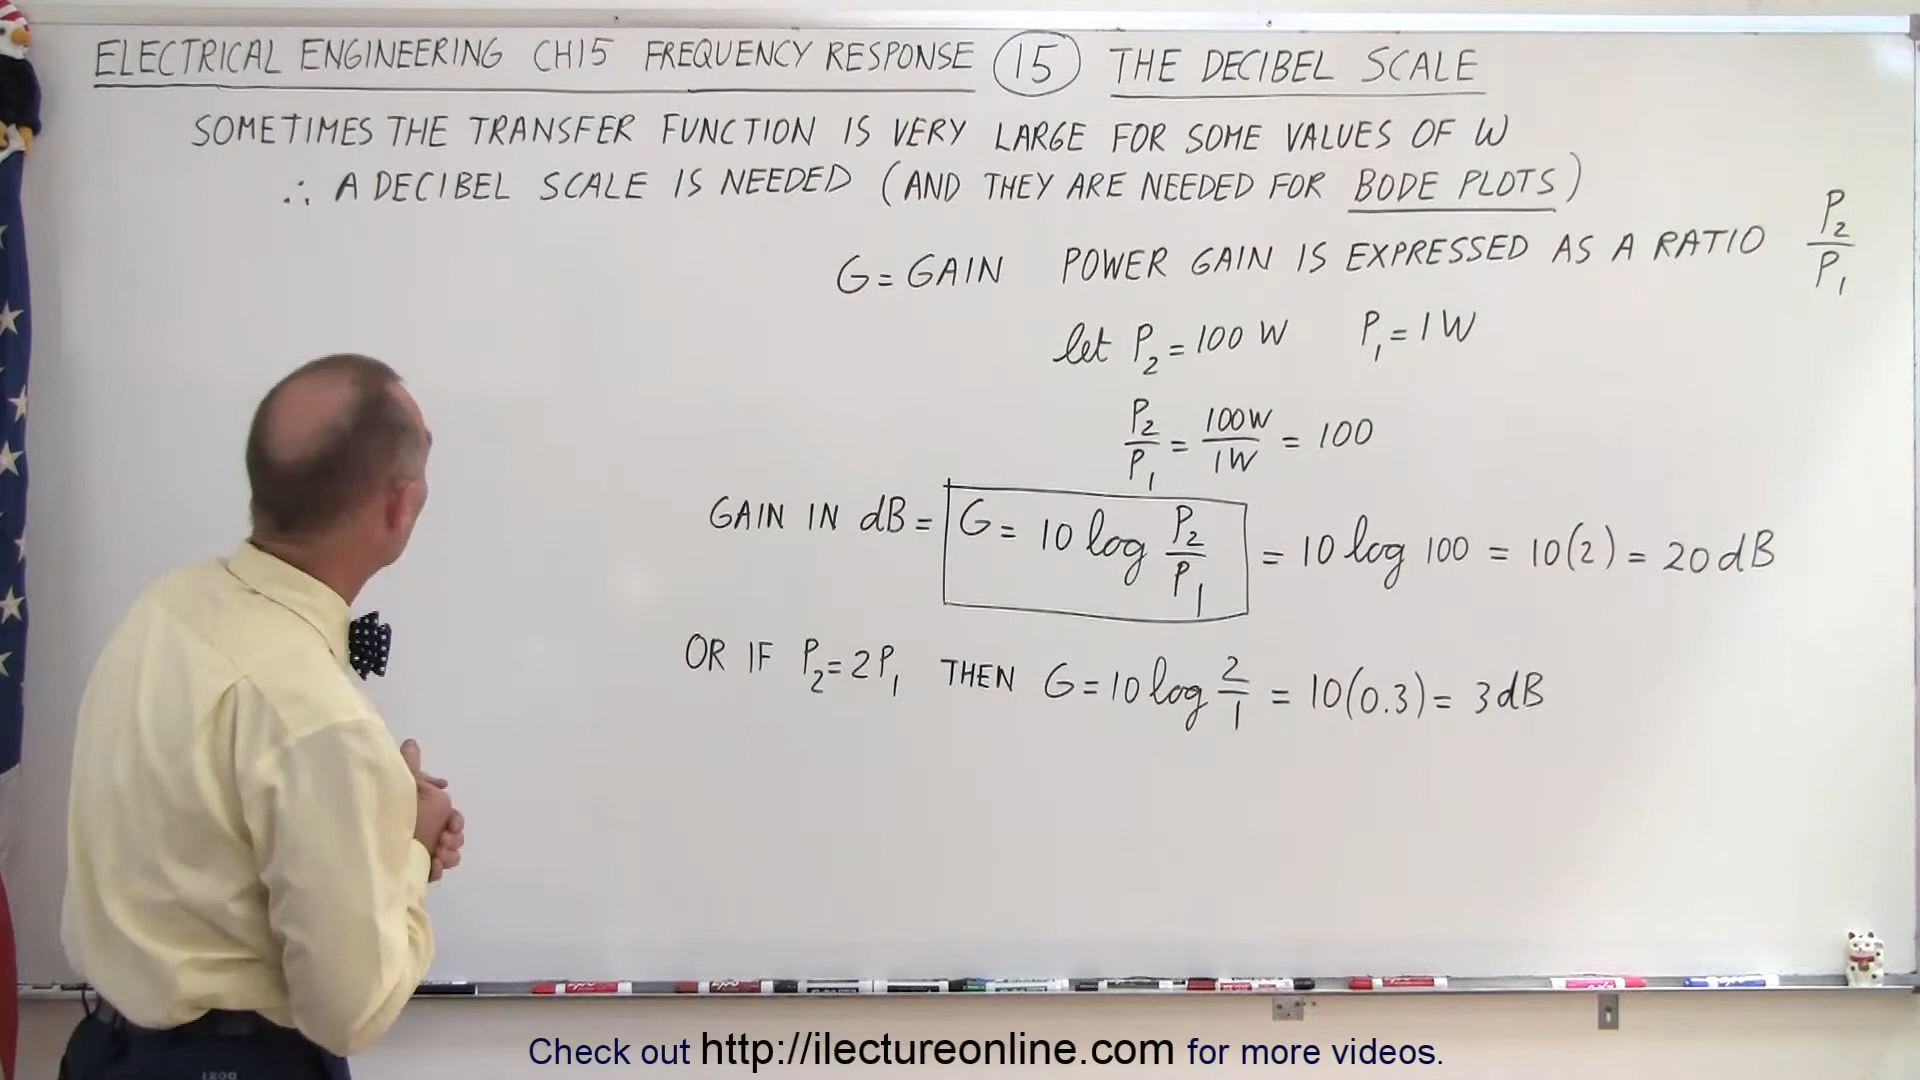 ELECTRICAL ENGINEERING CH15 FREQUENCY RESPONSE (15) THE DECIBEL SCALE
SOMETIMES THE TRANSFER FUNCTION IS VERY LARGE FOR SOME VALUES OF W
∴ A DECIBEL SCALE IS NEEDED (AND THEY ARE NEEDED FOR BODE PLOTS)
G = GAIN POWER GAIN IS EXPRESSED AS A RATIO P₂/P₁
let P₂ = 100 W P₁ = 1 W
P₂/P₁ = 100W/1W = 100
GAIN IN dB = G = 10 log P₂/P₁ = 10 log 100 = 10(2) = 20 dB
OR IF P₂ = 2P₁ THEN G = 10 log 2/1 = 10(0.3) = 3 dB
Check out http://ilectureonline.com for more videos.